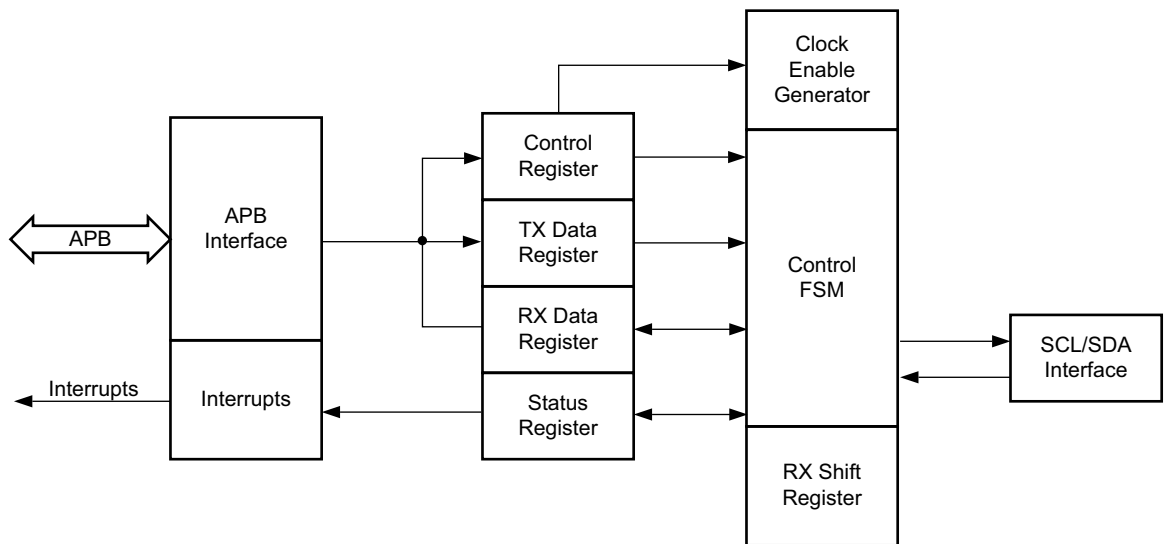 APB
Interrupts
APB
Interface
Interrupts
Control
Register
TX Data
Register
RX Data
Register
Status
Register
Clock
Enable
Generator
Control
FSM
RX Shift
Register
SCL/SDA
Interface